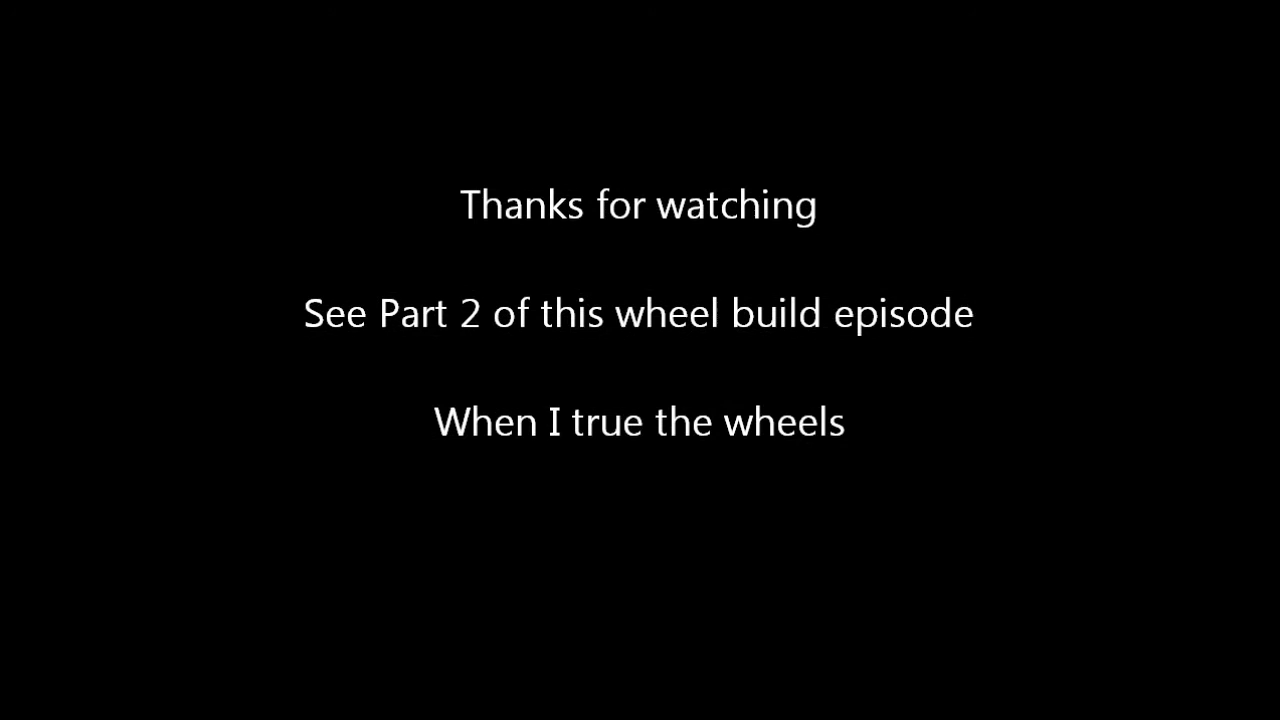 Thanks for watching
See Part 2 of this wheel build episode
When I true the wheels